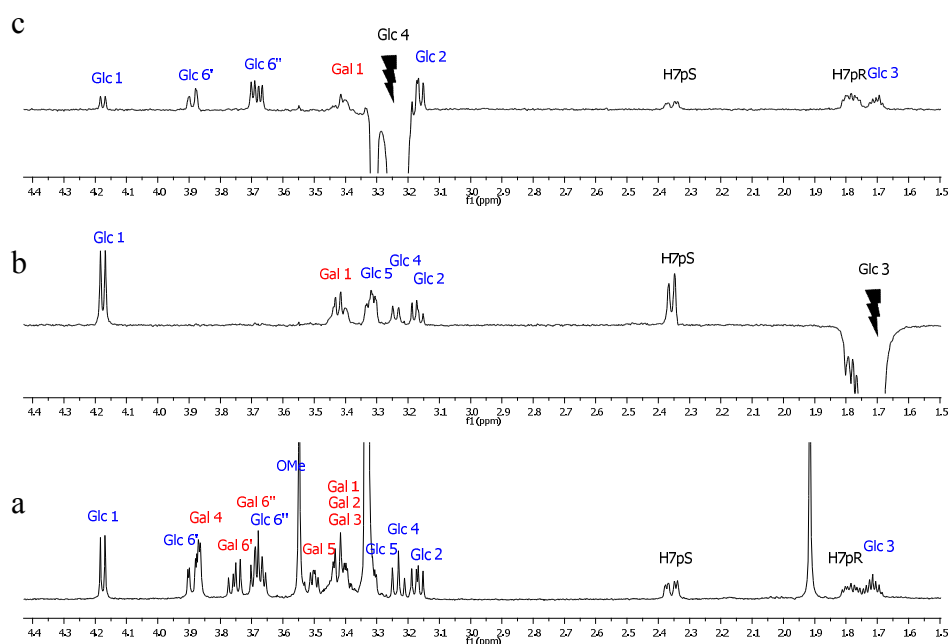 c
Glc 4
Glc 1
Glc 6'
Glc 6"
Gal 1
Glc 2
H7pS
H7pR
Glc 3
4.4 4.3 4.2 4.1 4.0 3.9 3.8 3.7 3.6 3.5 3.4 3.3 3.2 3.1 3.0 2.9 2.8 2.7 2.6 2.5 2.4 2.3 2.2 2.1 2.0 1.9 1.8 1.7 1.6 1.5
f1 (ppm)
b
Glc 1
Gal 1
Glc 5
Glc 4
Glc 2
H7pS
Glc 3
4.4 4.3 4.2 4.1 4.0 3.9 3.8 3.7 3.6 3.5 3.4 3.3 3.2 3.1 3.0 2.9 2.8 2.7 2.6 2.5 2.4 2.3 2.2 2.1 2.0 1.9 1.8 1.7 1.6 1.5
f1 (ppm)
a
Glc 1
Glc 6'
Gal 4
Gal 6'
Gal 6"
Glc 6"
OMe
Gal 5
Gal 1
Gal 2
Gal 3
Glc 5
Glc 4
Glc 2
H7pS
H7pR
Glc 3
4.4 4.3 4.2 4.1 4.0 3.9 3.8 3.7 3.6 3.5 3.4 3.3 3.2 3.1 3.0 2.9 2.8 2.7 2.6 2.5 2.4 2.3 2.2 2.1 2.0 1.9 1.8 1.7 1.6 1.5
f1 (ppm)